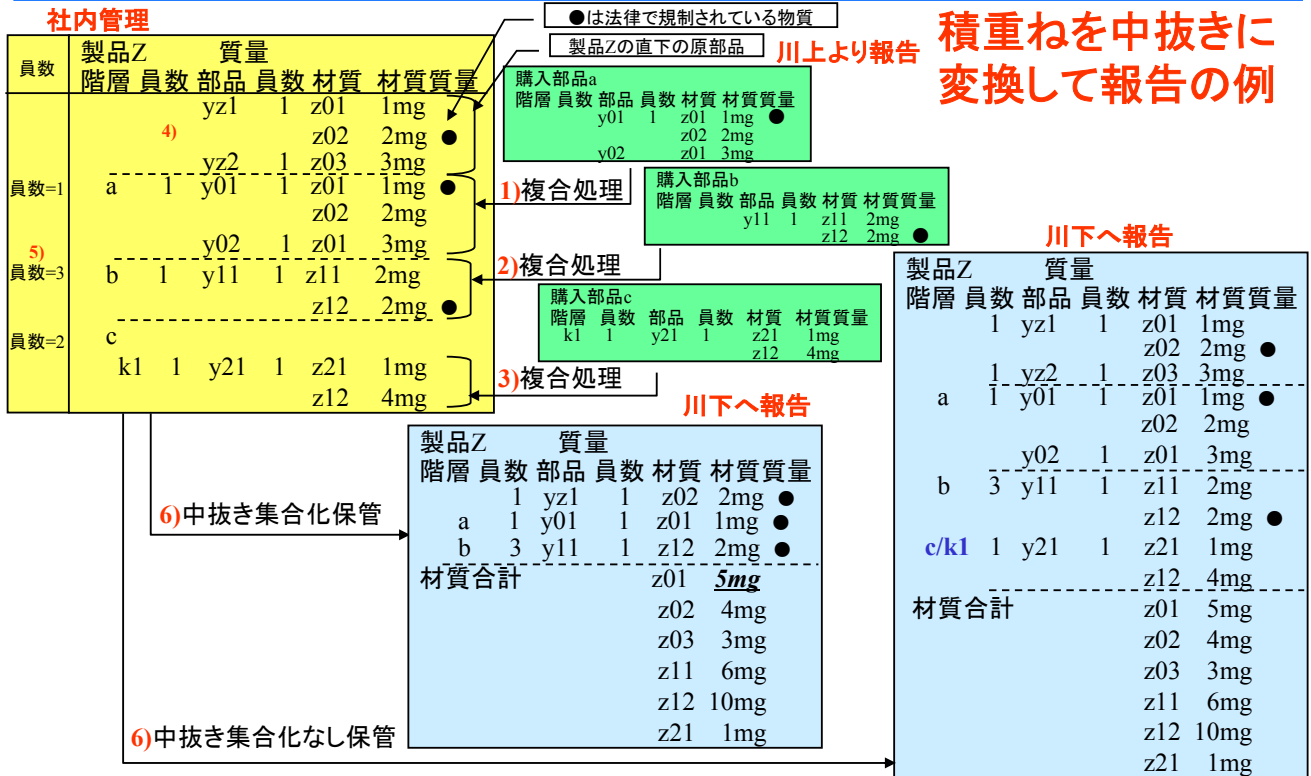 社内管理
●は法律で規制されている物質
製品Zの直下の原部品
積重ねを中抜きに
変換して報告の例
員数
製品Z 質量
階層 員数 部品 員数 材質 材質質量
yz1 1 z01 1mg
4) z02 2mg ●
yz2 1 z03 3mg
員数=1 a 1 y01 1 z01 1mg ●
z02 2mg
y02 1 z01 3mg
5)
員数=3 b 1 y11 1 z11 2mg
z12 2mg ●
員数=2 c
k1 1 y21 1 z21 1mg
z12 4mg
川上より報告
購入部品a
階層 員数 部品 員数 材質 材質質量
y01 1 z01 1mg ●
z02 2mg
y02 z01 3mg
1)複合処理
購入部品b
階層 員数 部品 員数 材質 材質質量
y11 1 z11 2mg
z12 2mg ●
2)複合処理
購入部品c
階層 員数 部品 員数 材質 材質質量
k1 1 y21 1 z21 1mg
z12 4mg
3)複合処理
川下へ報告
製品Z 質量
階層 員数 部品 員数 材質 材質質量
1 yz1 1 z02 2mg ●
a 1 y01 1 z01 1mg ●
b 3 y11 1 z12 2mg ●
材質合計 z01 5mg
z02 4mg
z03 3mg
z11 6mg
z12 10mg
z21 1mg
6)中抜き集合化保管
6)中抜き集合化なし保管
川下へ報告
製品Z 質量
階層 員数 部品 員数 材質 材質質量
1 yz1 1 z01 1mg
z02 2mg ●
1 yz2 1 z03 3mg
a 1 y01 1 z01 1mg ●
z02 2mg
y02 1 z01 3mg
b 3 y11 1 z11 2mg
z12 2mg ●
c/k1 1 y21 1 z21 1mg
z12 4mg
材質合計 z01 5mg
z02 4mg
z03 3mg
z11 6mg
z12 10mg
z21 1mg